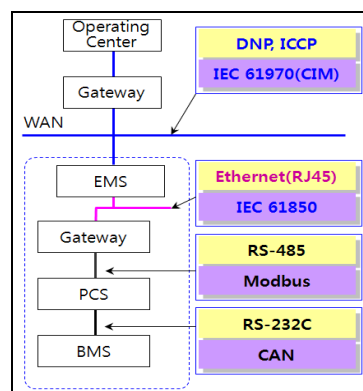 Operating
Center
DNP, ICCP
IEC 61970(CIM)
Gateway
WAN
EMS
Ethernet(RJ45)
IEC 61850
Gateway
RS-485
Modbus
PCS
RS-232C
CAN
BMS